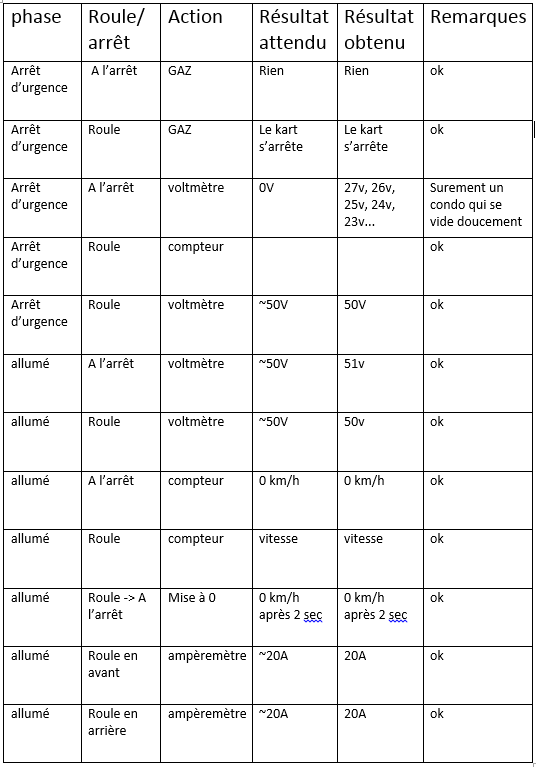 phase Roule/ Action Résultat Résultat Remarques
arrêt attendu obtenu
Arrêt A l’arrêt GAZ Rien Rien ok
d’urgence
Arrêt Roule GAZ Le kart Le kart ok
d’urgence s’arrête s’arrête
Arrêt A l’arrêt voltmètre 0V 27v, 26v, Surement un
d’urgence 25v, 24v, condo qui se
23v... vide doucement
Arrêt Roule compteur ok
d’urgence
Arrêt Roule voltmètre ~50V 50V ok
d’urgence
allumé A l’arrêt voltmètre ~50V 51v ok
allumé Roule voltmètre ~50V 50v ok
allumé A l’arrêt compteur 0 km/h 0 km/h ok
allumé Roule compteur vitesse vitesse ok
allumé Roule -> A Mise à 0 0 km/h 0 km/h ok
l’arrêt après 2 sec après 2 sec
allumé Roule en ampèremètre ~20A 20A ok
avant
allumé Roule en ampèremètre ~20A 20A ok
arrière